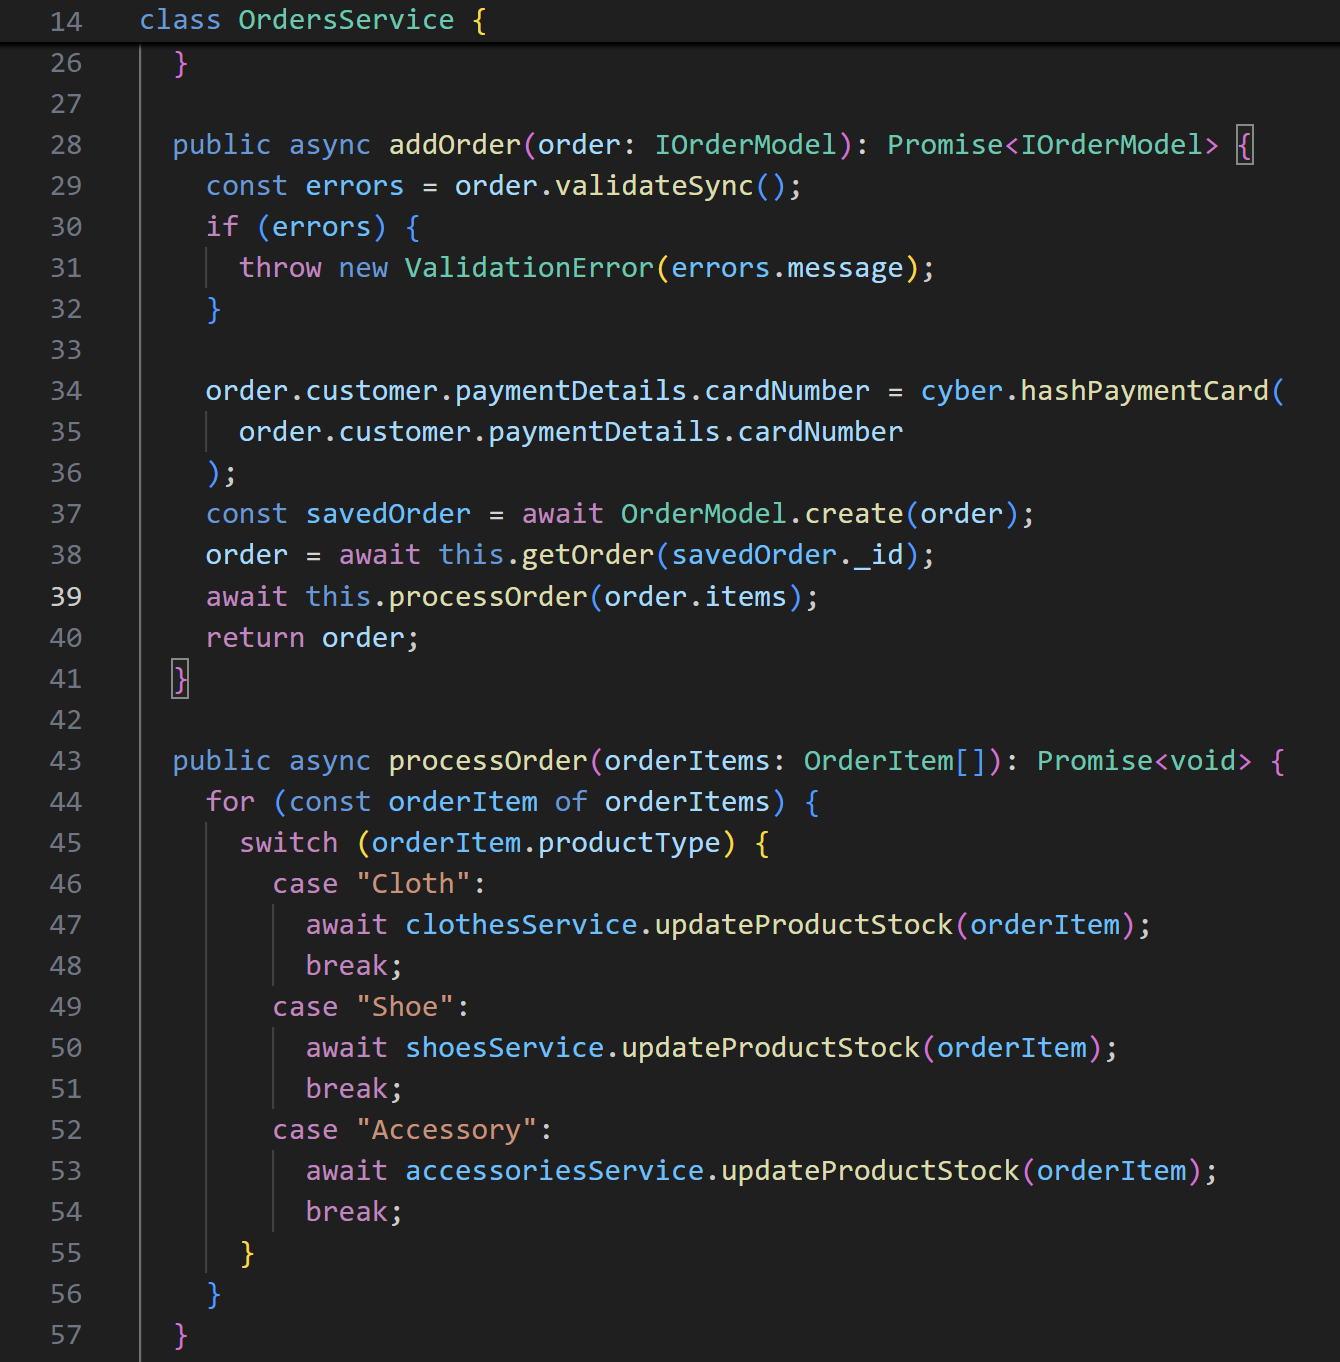 14 class OrdersService {
26   }
27
28   public async addOrder(order: IOrderModel): Promise<IOrderModel> {
29     const errors = order.validateSync();
30     if (errors) {
31       throw new ValidationError(errors.message);
32     }
33
34     order.customer.paymentDetails.cardNumber = cyber.hashPaymentCard(
35       order.customer.paymentDetails.cardNumber
36     );
37     const savedOrder = await OrderModel.create(order);
38     order = await this.getOrder(savedOrder._id);
39     await this.processOrder(order.items);
40     return order;
41   }
42
43   public async processOrder(orderItems: OrderItem[]): Promise<void> {
44     for (const orderItem of orderItems) {
45       switch (orderItem.productType) {
46         case "Cloth":
47           await clothesService.updateProductStock(orderItem);
48           break;
49         case "Shoe":
50           await shoesService.updateProductStock(orderItem);
51           break;
52         case "Accessory":
53           await accessoriesService.updateProductStock(orderItem);
54           break;
55       }
56     }
57   }